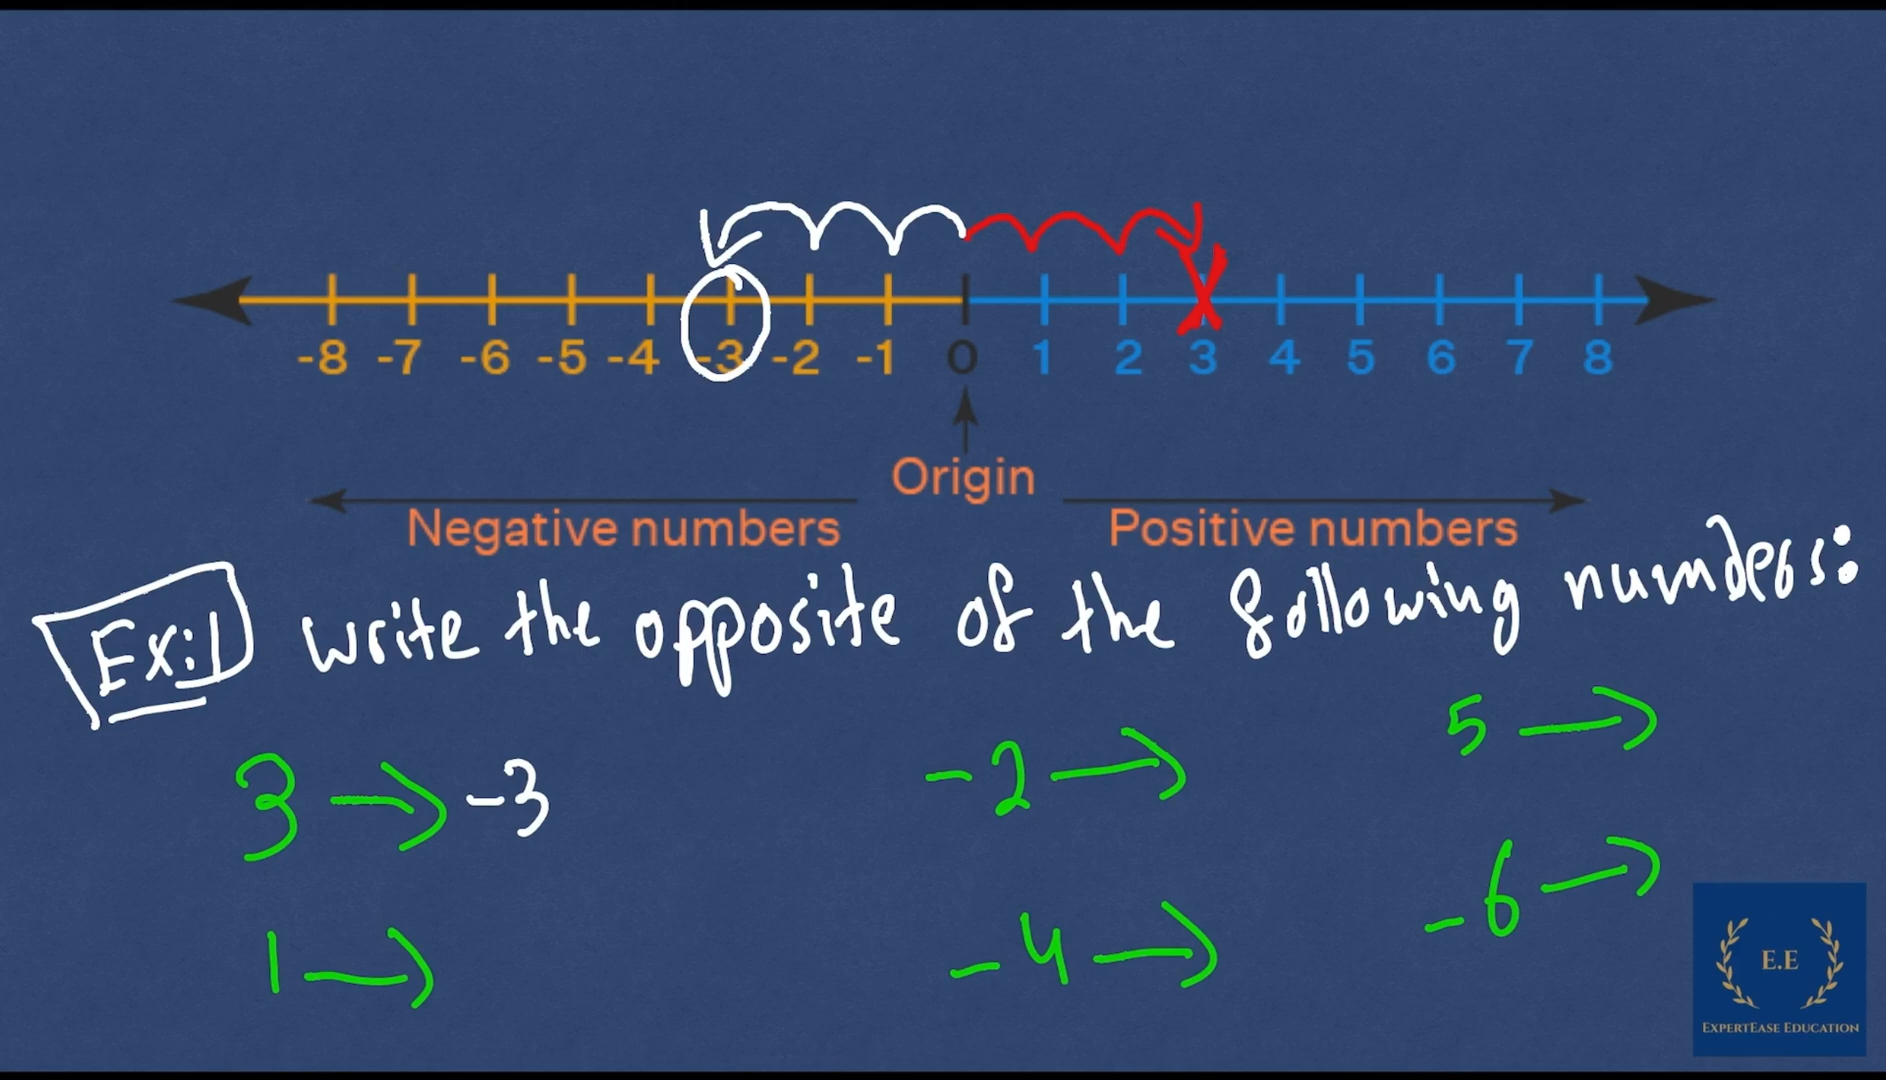 -8 -7 -6 -5 -4 -3 -2 -1 0 1 2 3 4 5 6 7 8
Origin
Negative numbers Positive numbers
Ex:1 write the opposite of the following numbers:
3 → -3 -2 → 5 →
1 → -4 → -6 →
E.E
EXPERTEASE EDUCATION